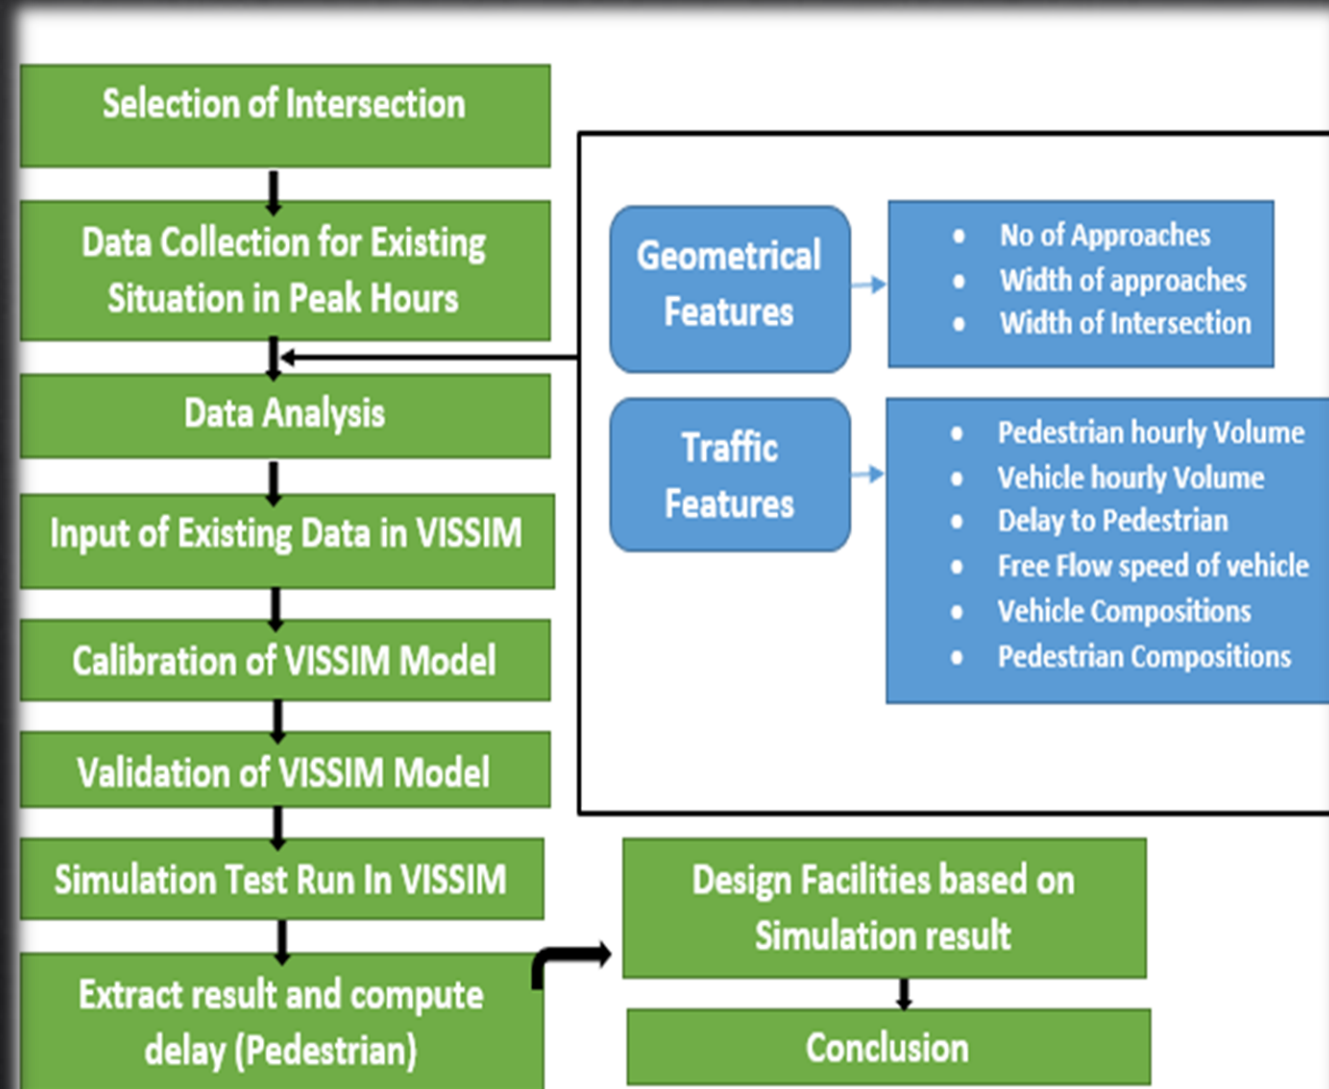 Selection of Intersection
Data Collection for Existing
Situation in Peak Hours
Data Analysis
Input of Existing Data in VISSIM
Calibration of VISSIM Model
Validation of VISSIM Model
Simulation Test Run In VISSIM
Extract result and compute
delay (Pedestrian)
Geometrical
Features
• No of Approaches
• Width of approaches
• Width of Intersection
Traffic
Features
• Pedestrian hourly Volume
• Vehicle hourly Volume
• Delay to Pedestrian
• Free Flow speed of vehicle
• Vehicle Compositions
• Pedestrian Compositions
Design Facilities based on
Simulation result
Conclusion